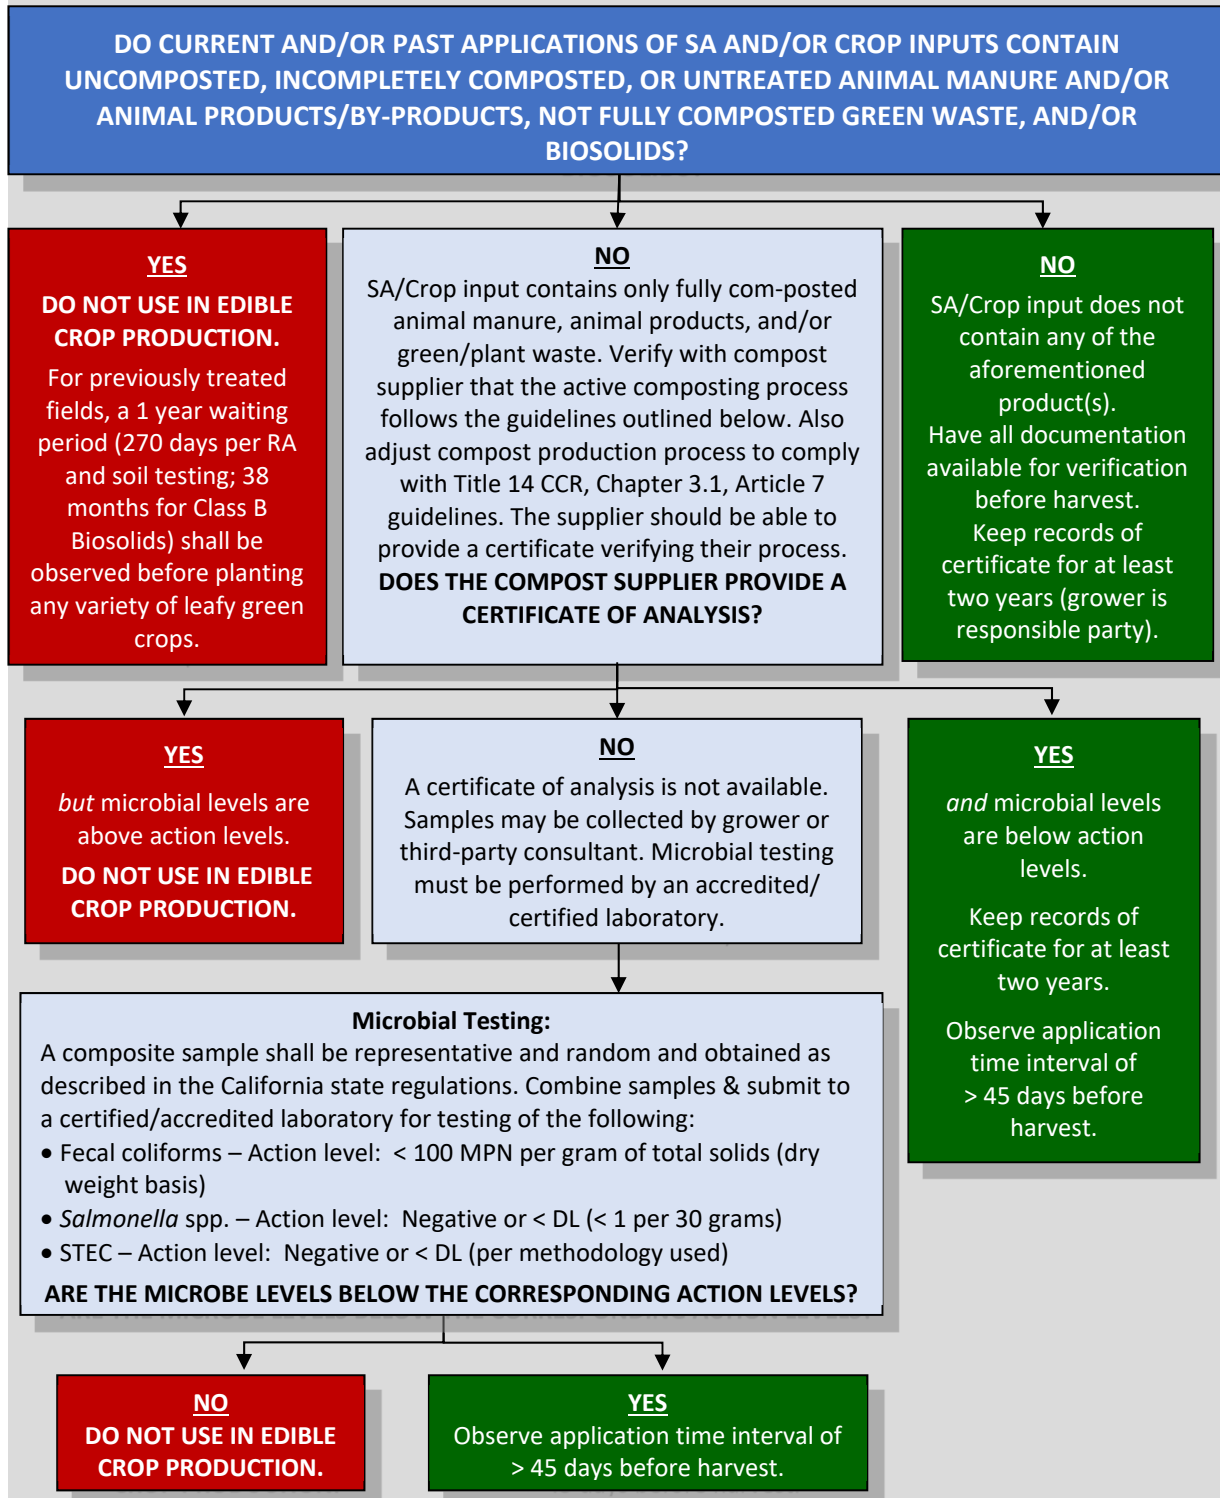 DO CURRENT AND/OR PAST APPLICATIONS OF SA AND/OR CROP INPUTS CONTAIN
UNCOMPOSTED, INCOMPLETELY COMPOSTED, OR UNTREATED ANIMAL MANURE AND/OR
ANIMAL PRODUCTS/BY-PRODUCTS, NOT FULLY COMPOSTED GREEN WASTE, AND/OR
BIOSOLIDS?
YES
DO NOT USE IN EDIBLE
CROP PRODUCTION.
For previously treated
fields, a 1 year waiting
period (270 days per RA
and soil testing; 38
months for Class B
Biosolids) shall be
observed before planting
any variety of leafy green
crops.
NO
SA/Crop input contains only fully com-posted
animal manure, animal products, and/or
green/plant waste. Verify with compost
supplier that the active composting process
follows the guidelines outlined below. Also
adjust compost production process to comply
with Title 14 CCR, Chapter 3.1, Article 7
guidelines. The supplier should be able to
provide a certificate verifying their process.
DOES THE COMPOST SUPPLIER PROVIDE A
CERTIFICATE OF ANALYSIS?
NO
SA/Crop input does not
contain any of the
aforementioned
product(s).
Have all documentation
available for verification
before harvest.
Keep records of
certificate for at least
two years (grower is
responsible party).
YES
but microbial levels are
above action levels.
DO NOT USE IN EDIBLE
CROP PRODUCTION.
NO
A certificate of analysis is not available.
Samples may be collected by grower or
third-party consultant. Microbial testing
must be performed by an accredited/
certified laboratory.
YES
and microbial levels
are below action
levels.
Keep records of
certificate for at least
two years.
Observe application
time interval of
> 45 days before
harvest.
Microbial Testing:
A composite sample shall be representative and random and obtained as
described in the California state regulations. Combine samples & submit to
a certified/accredited laboratory for testing of the following:
• Fecal coliforms – Action level:  < 100 MPN per gram of total solids (dry
weight basis)
• Salmonella spp. – Action level:  Negative or < DL (< 1 per 30 grams)
• STEC – Action level:  Negative or < DL (per methodology used)
ARE THE MICROBE LEVELS BELOW THE CORRESPONDING ACTION LEVELS?
NO
DO NOT USE IN EDIBLE
CROP PRODUCTION.
YES
Observe application time interval of
> 45 days before harvest.